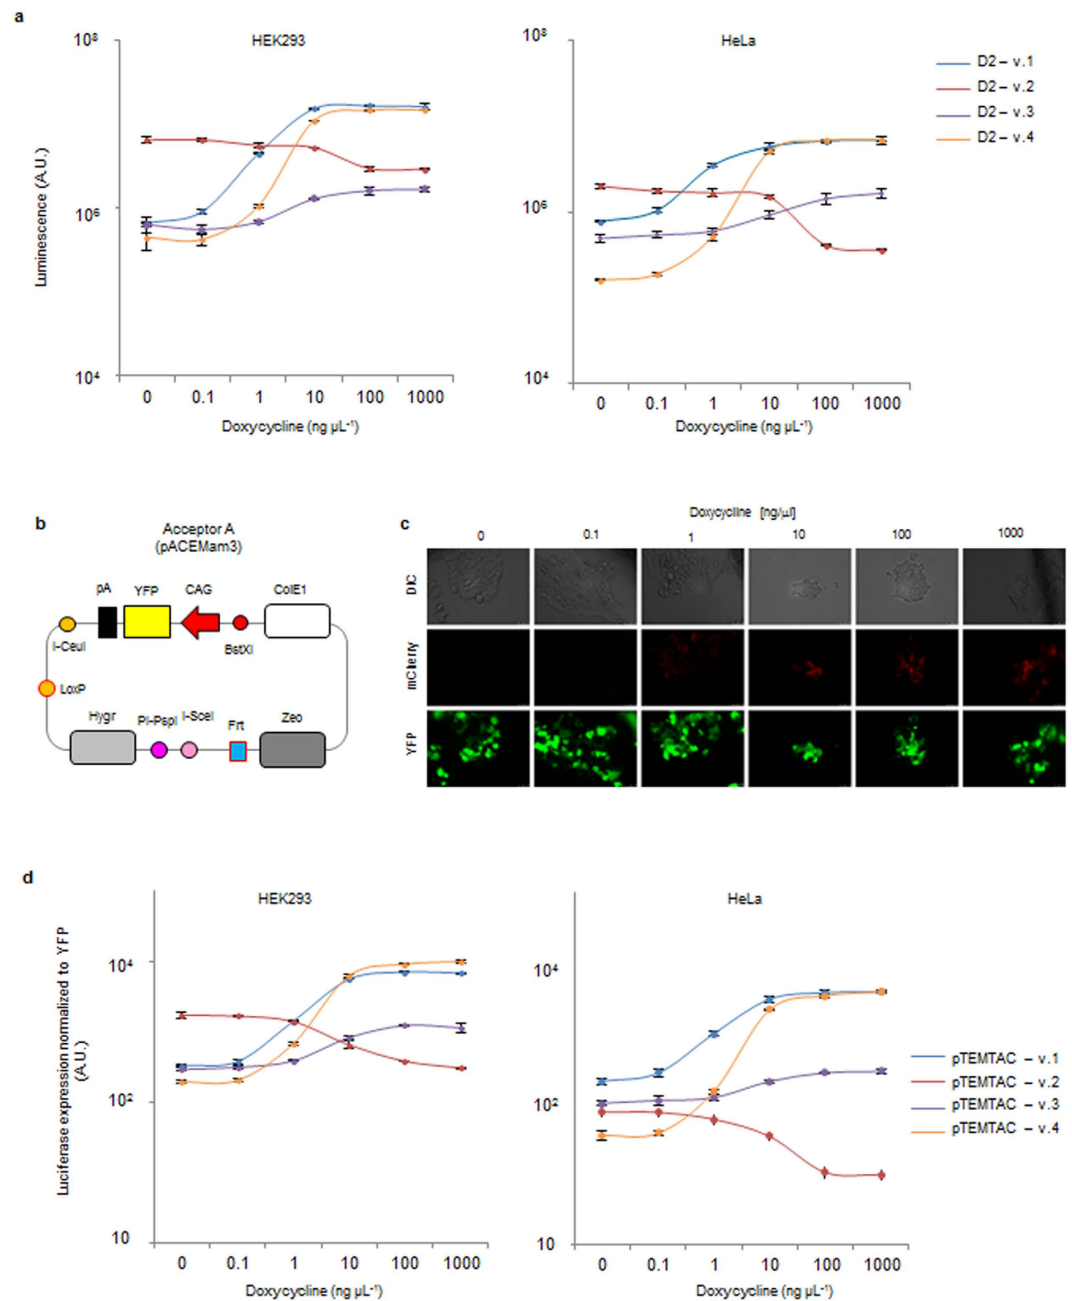 a
HEK293
HeLa
10⁸
10⁶
10⁴
Luminescence (A.U.)
0 0.1 1 10 100 1000
Doxycycline (ng µL⁻¹)
10⁸
10⁶
10⁴
0 0.1 1 10 100 1000
Doxycycline (ng µL⁻¹)
D2 – v.1
D2 – v.2
D2 – v.3
D2 – v.4
b
Acceptor A
(pACEMam3)
pA YFP CAG ColE1
I-CeuI
BstXI
LoxP
Hygr PI-PspI I-SceI Frt Zeo
c
Doxycycline [ng/µl]
0 0.1 1 10 100 1000
DIC
mCherry
YFP
d
HEK293
HeLa
Luciferase expression normalized to YFP
(A.U.)
10⁴
10²
10
0 0.1 1 10 100 1000
Doxycycline (ng µL⁻¹)
10⁴
10²
10
0 0.1 1 10 100 1000
Doxycycline (ng µL⁻¹)
pTEMTAC – v.1
pTEMTAC – v.2
pTEMTAC – v.3
pTEMTAC – v.4